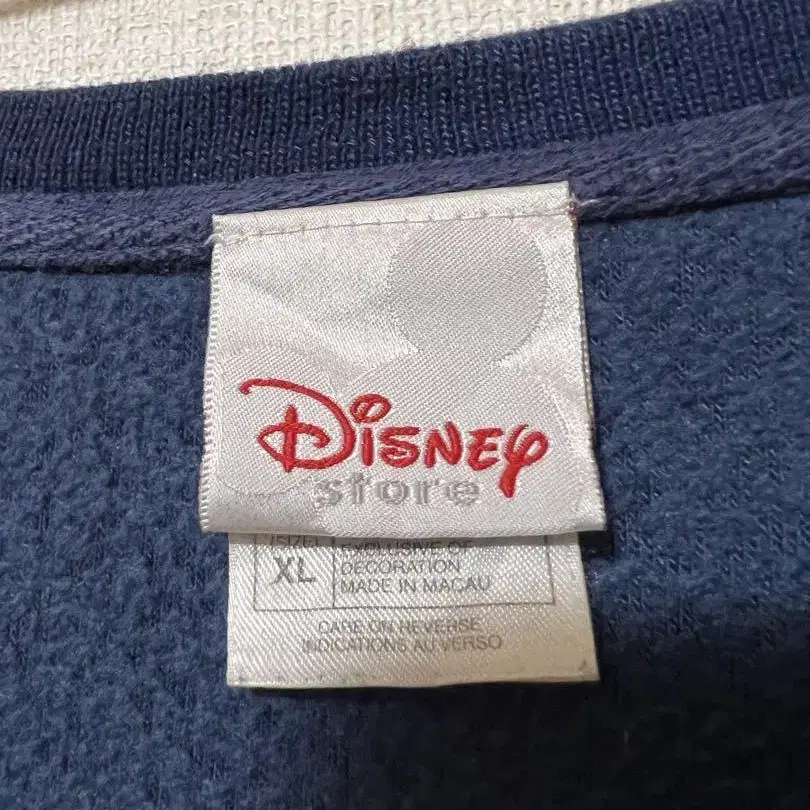 Disney
store
/SIZE:
XL
EXCLUSIVE OF
DECORATION
MADE IN MACAU
CARE ON REVERSE
INDICATIONS AU VERSO